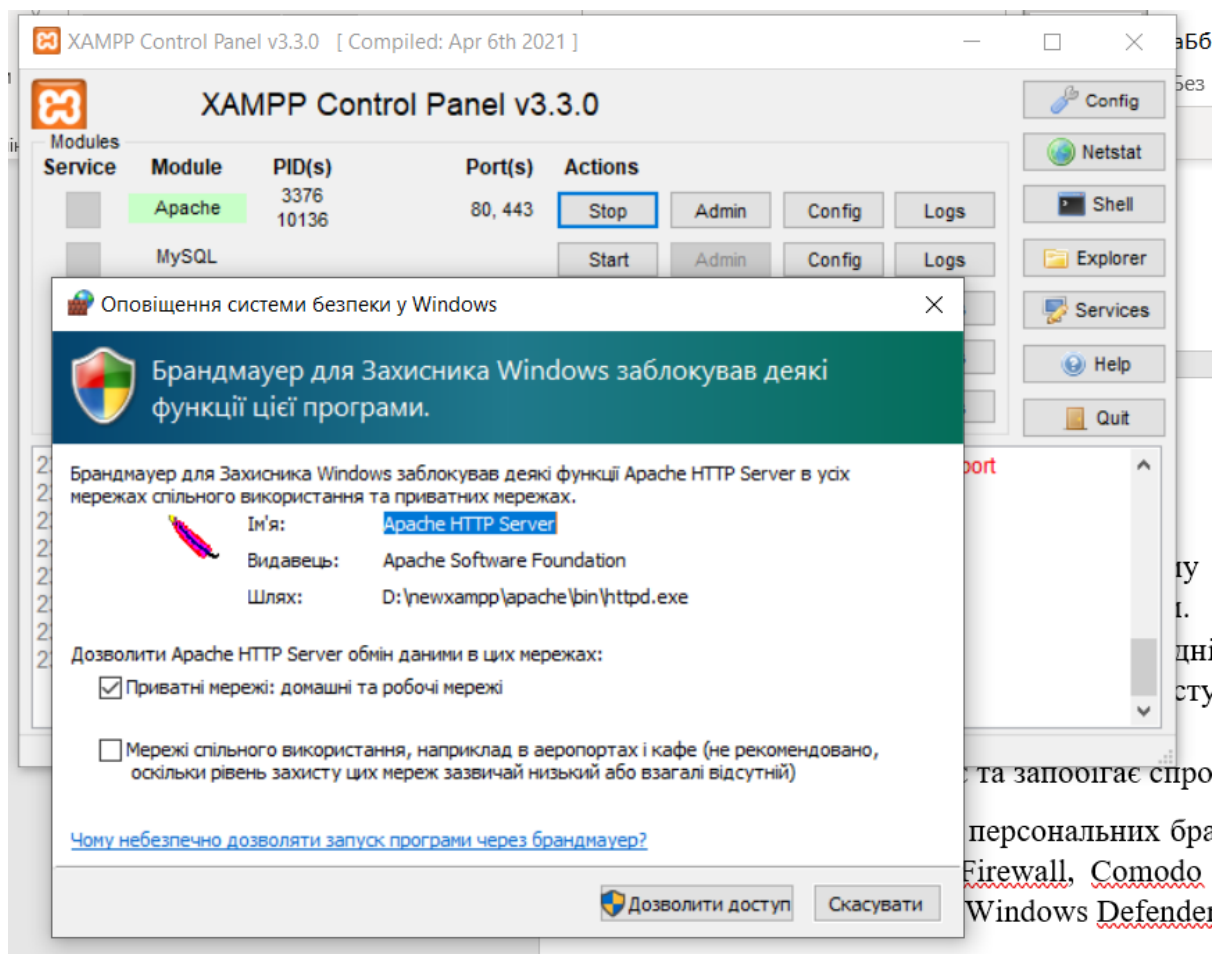 XAMPP Control Panel v3.3.0 [ Compiled: Apr 6th 2021 ]
XAMPP Control Panel v3.3.0
Config
Modules
Service Module PID(s) Port(s) Actions
Netstat
Apache 3376 10136 80, 443 Stop Admin Config Logs
Shell
MySQL Start Admin Config Logs
Explorer
Services
Help
Quit
Оповіщення системи безпеки у Windows
Брандмауер для Захисника Windows заблокував деякі
функції цієї програми.
Брандмауер для Захисника Windows заблокував деякі функції Apache HTTP Server в усіх
мережах спільного використання та приватних мережах.
Ім'я: Apache HTTP Server
Видавець: Apache Software Foundation
Шлях: D:\newxampp\apache\bin\httpd.exe
Дозволити Apache HTTP Server обмін даними в цих мережах:
Приватні мережі: домашні та робочі мережі
Мережі спільного використання, наприклад в аеропортах і кафе (не рекомендовано,
оскільки рівень захисту цих мереж зазвичай низький або взагалі відсутній)
Чому небезпечно дозволяти запуск програми через брандмауер?
Дозволити доступ Скасувати
та запобігає
персональних
Firewall, Comodo
Windows Defender